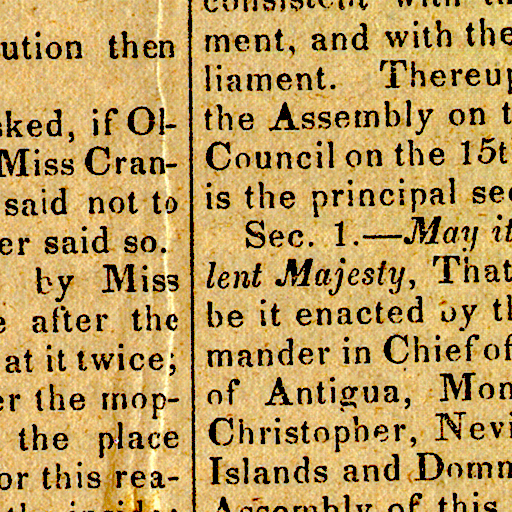 ution then
sked, if Ol-
Miss Cran-
said not to
er said so.
by Miss
e after the
at it twice;
er the mop-
the place
or this rea-
consistent with th
ment, and with the
liament. Thereup
the Assembly on t
Council on the 15t
is the principal sec
Sec. 1.—May it
lent Majesty, That
be it enacted by th
mander in Chief of
of Antigua, Mon
Christopher, Nevi
Islands and Domn
Assembly of this